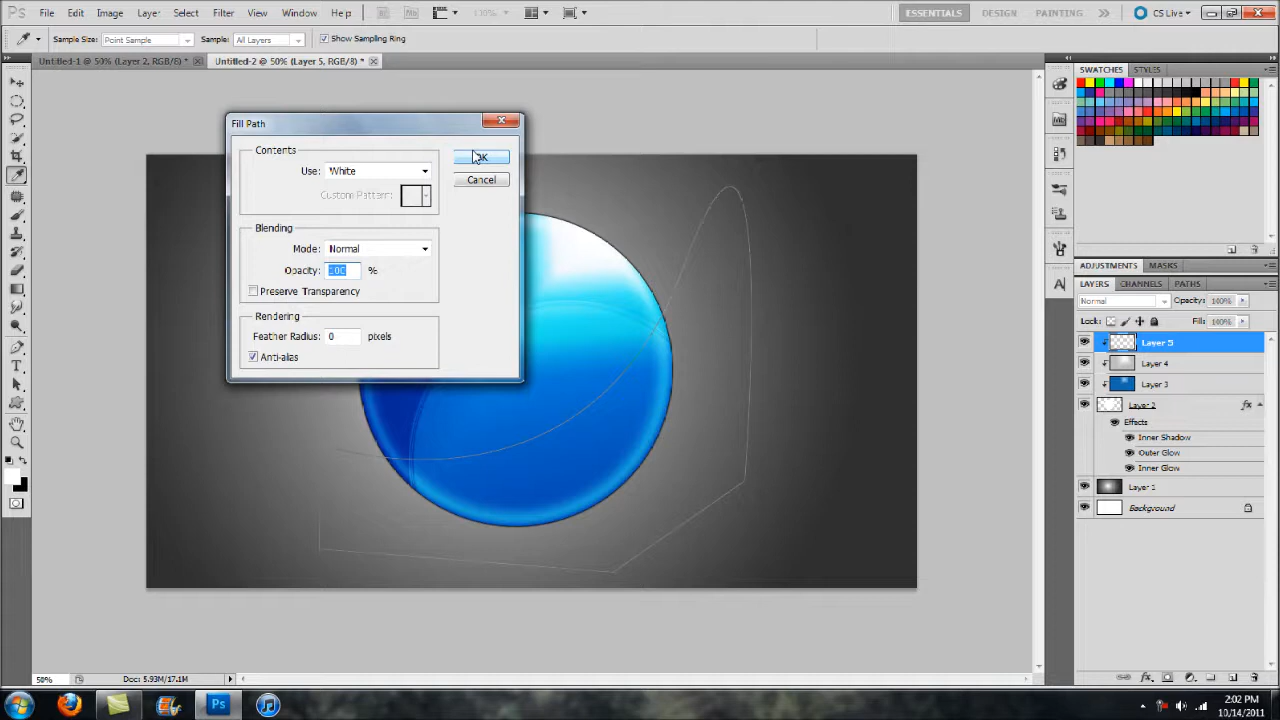 Ps File Edit Image Layer Select Filter View Window Help Br Mb 130% ESSENTIALS DESIGN PAINTING CS Live
Sample Size: Point Sample Sample: All Layers Show Sampling Ring
Untitled-1 @ 50% (Layer 2, RGB/8) * Untitled-2 @ 50% (Layer 5, RGB/8) *
SWATCHES STYLES
Fill Path
Contents
OK
Use: White
Cancel
Custom Pattern:
Blending
Mode: Normal
Opacity: 100 %
Preserve Transparency
Rendering
Feather Radius: 0 pixels
Anti-alias
ADJUSTMENTS MASKS
LAYERS CHANNELS PATHS
Normal Opacity: 100%
Lock: Fill: 100%
Layer 5
Layer 4
Layer 3
Layer 2 fx
Effects
Inner Shadow
Outer Glow
Inner Glow
Layer 1
Background
50% Doc: 5.93M/17.1M
Ps
2:02 PM
10/14/2011